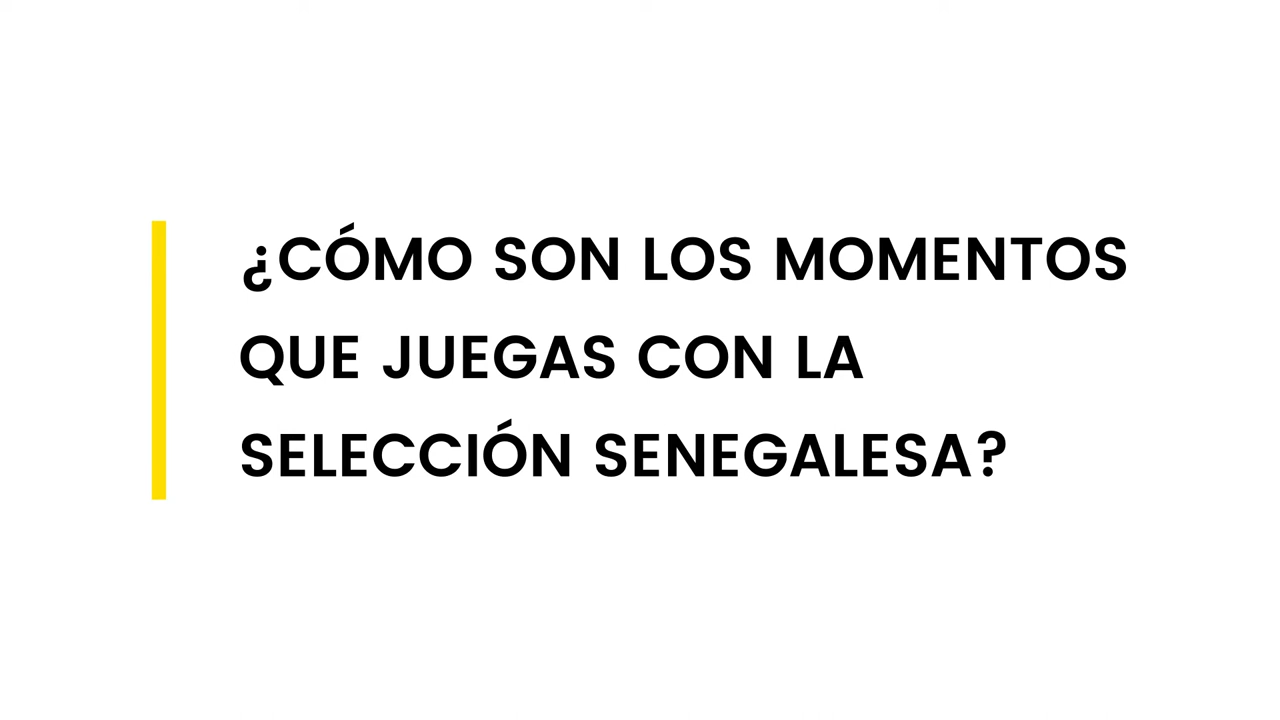 ¿CÓMO SON LOS MOMENTOS
QUE JUEGAS CON LA
SELECCIÓN SENEGALESA?